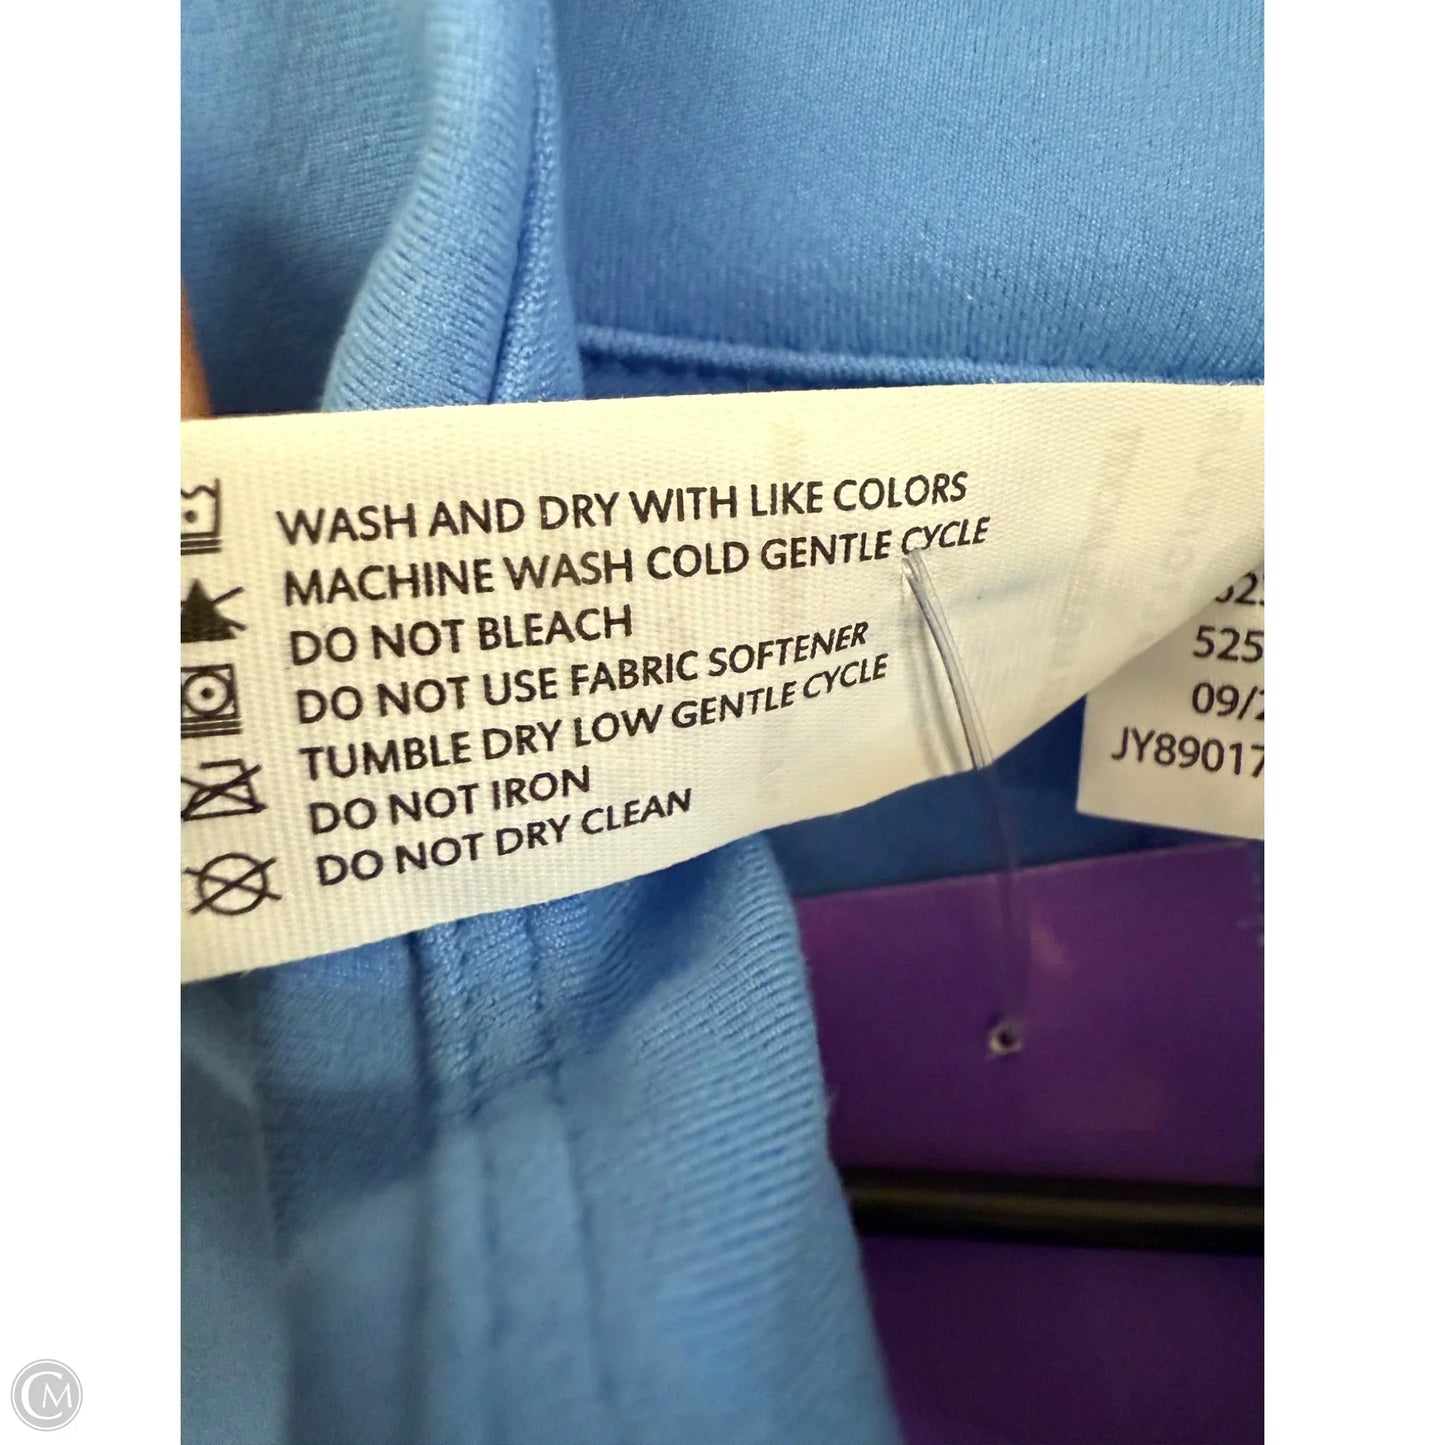 WASH AND DRY WITH LIKE COLORS
MACHINE WASH COLD GENTLE CYCLE
DO NOT BLEACH
DO NOT USE FABRIC SOFTENER
TUMBLE DRY LOW GENTLE CYCLE
DO NOT IRON
DO NOT DRY CLEAN
525
09/
JY89017
CM